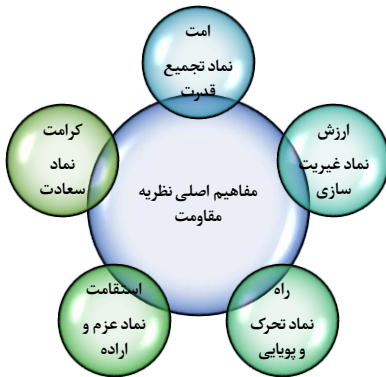 امت
نماد تجمیع
قدرت
ارزش
نماد غیریت
سازی
راه
نماد تحرک
و پویایی
استقامت
نماد عزم و
اراده
کرامت
نماد
سعادت
مفاهیم اصلی نظریه
مقاومت